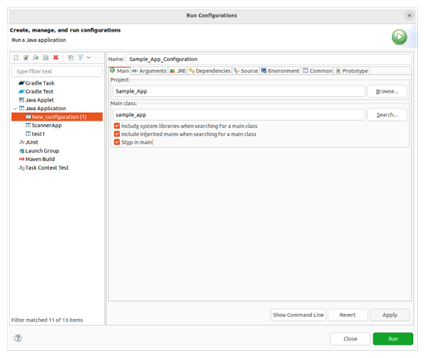 Run Configurations
Create, manage, and run configurations
Run a Java application
Name: Sample_App_Configuration
type filter text
Main Arguments JRE Dependencies Source Environment Common Prototype
Gradle Task
Gradle Test
Java Applet
Java Application
New_configuration (1)
ScannerApp
test1
JUnit
Launch Group
Maven Build
Task Context Test
Project:
Sample_App
Browse...
Main class:
sample_app
Search...
Include system libraries when searching for a main class
Include inherited mains when searching for a main class
Stop in main
Filter matched 11 of 13 items
Show Command Line Revert Apply
Close Run